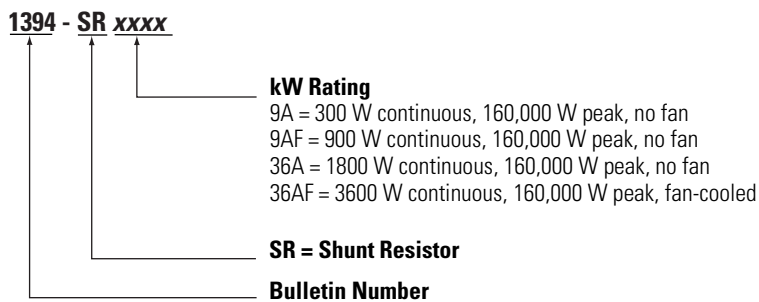 1394 - SR xxxx
kW Rating
9A = 300 W continuous, 160,000 W peak, no fan
9AF = 900 W continuous, 160,000 W peak, no fan
36A = 1800 W continuous, 160,000 W peak, no fan
36AF = 3600 W continuous, 160,000 W peak, fan-cooled
SR = Shunt Resistor
Bulletin Number